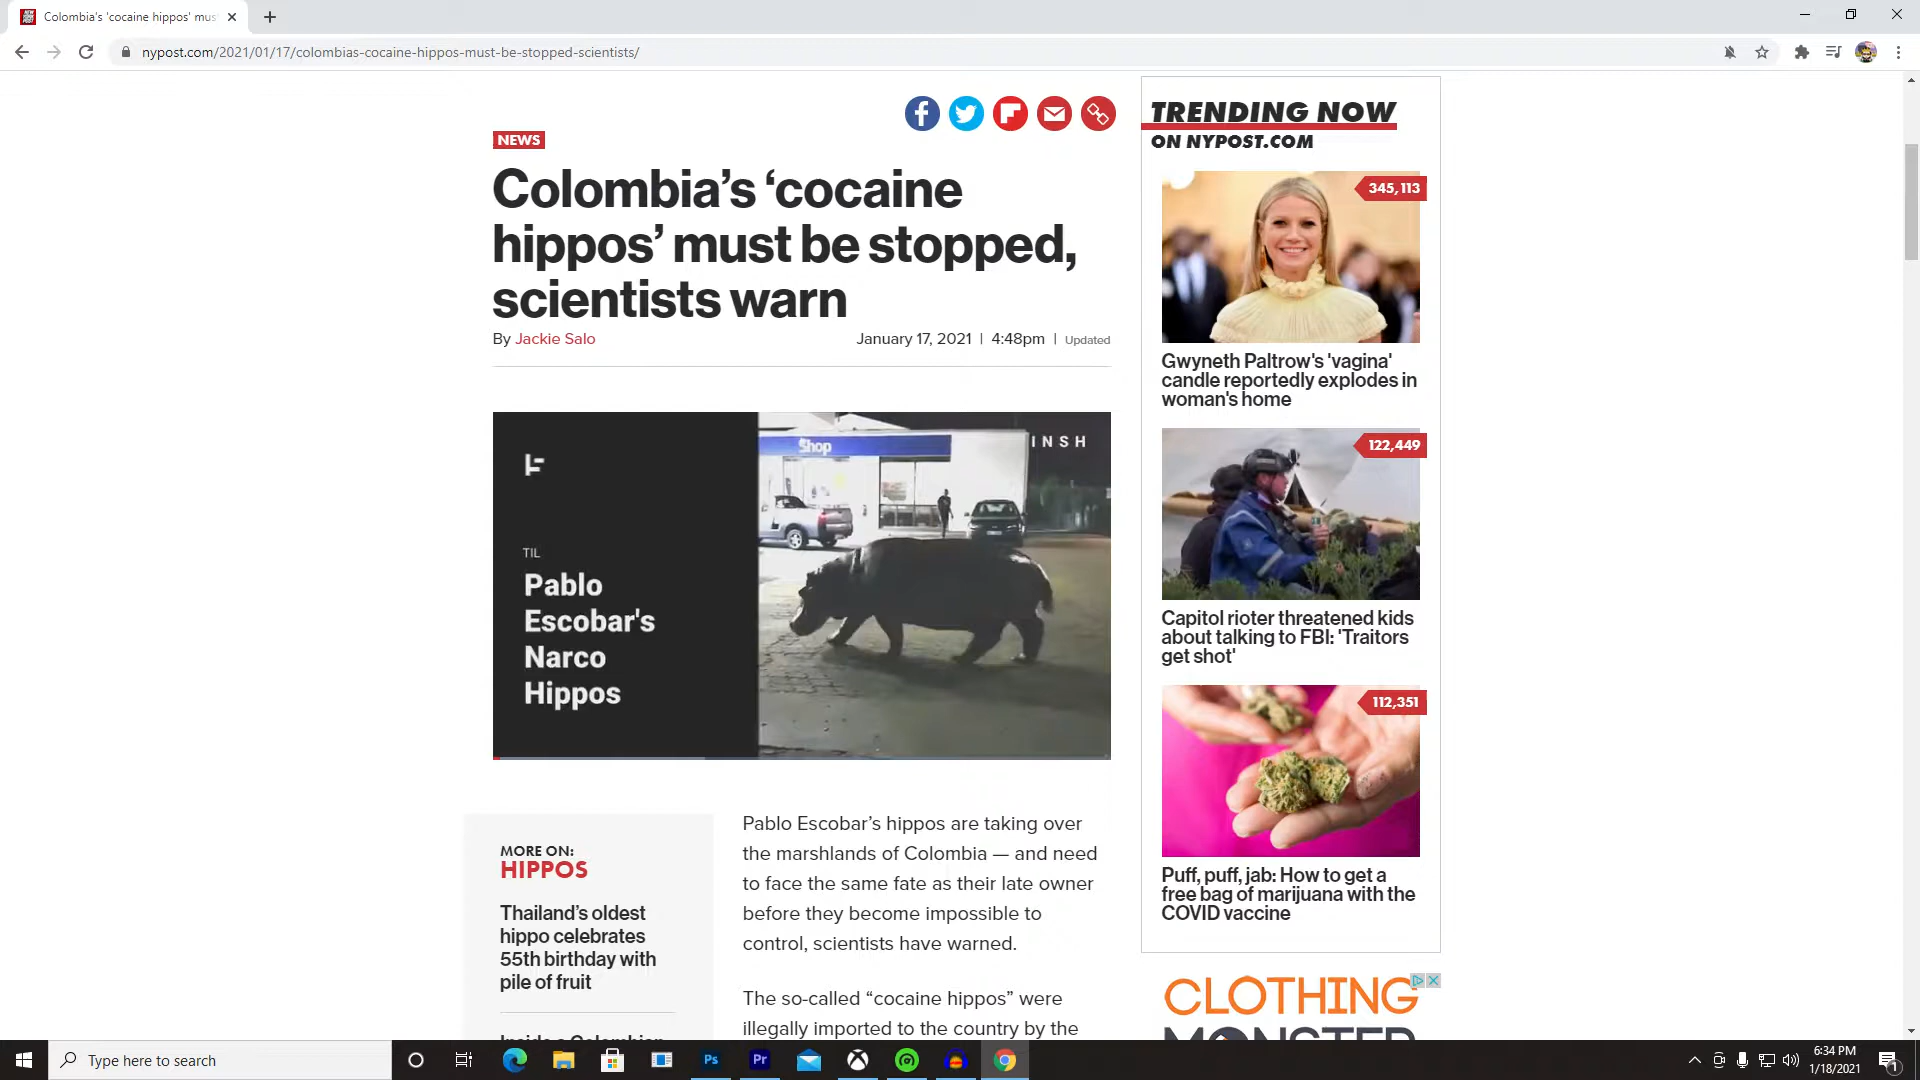 Colombia's 'cocaine hippos' mus
nypost.com/2021/01/17/colombias-cocaine-hippos-must-be-stopped-scientists/
NEWS
Colombia’s ‘cocaine
hippos’ must be stopped,
scientists warn
By Jackie Salo
January 17, 2021 | 4:48pm | Updated
TIL
Pablo
Escobar's
Narco
Hippos
Shop
INSH
MORE ON:
HIPPOS
Thailand’s oldest
hippo celebrates
55th birthday with
pile of fruit
Pablo Escobar’s hippos are taking over
the marshlands of Colombia — and need
to face the same fate as their late owner
before they become impossible to
control, scientists have warned.
The so-called “cocaine hippos” were
illegally imported to the country by the
TRENDING NOW
ON NYPOST.COM
345,113
Gwyneth Paltrow's 'vagina'
candle reportedly explodes in
woman's home
122,449
Capitol rioter threatened kids
about talking to FBI: 'Traitors
get shot'
112,351
Puff, puff, jab: How to get a
free bag of marijuana with the
COVID vaccine
CLOTHING
MONSTER
Type here to search
Ps
Pr
6:34 PM
1/18/2021
1